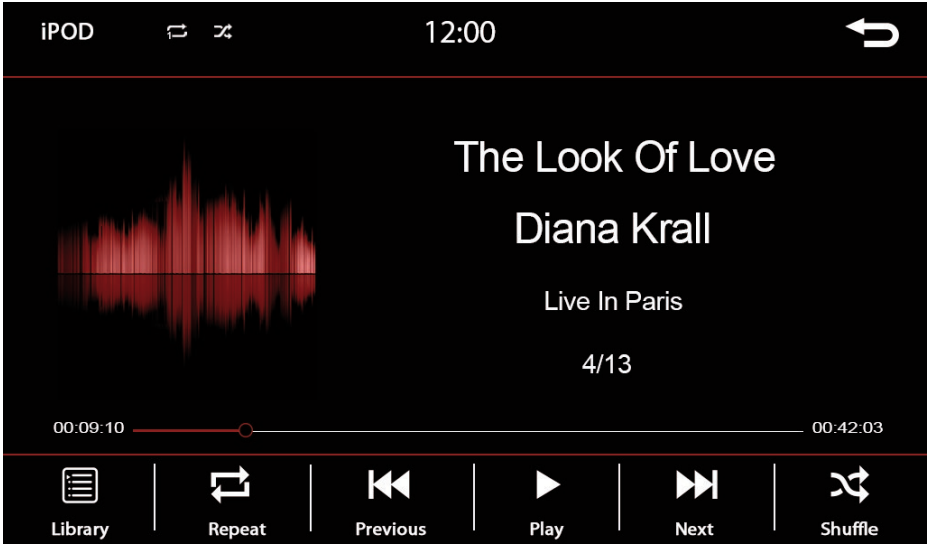 iPOD 12:00
The Look Of Love
Diana Krall
Live In Paris
4/13
00:09:10 00:42:03
Library Repeat Previous Play Next Shuffle